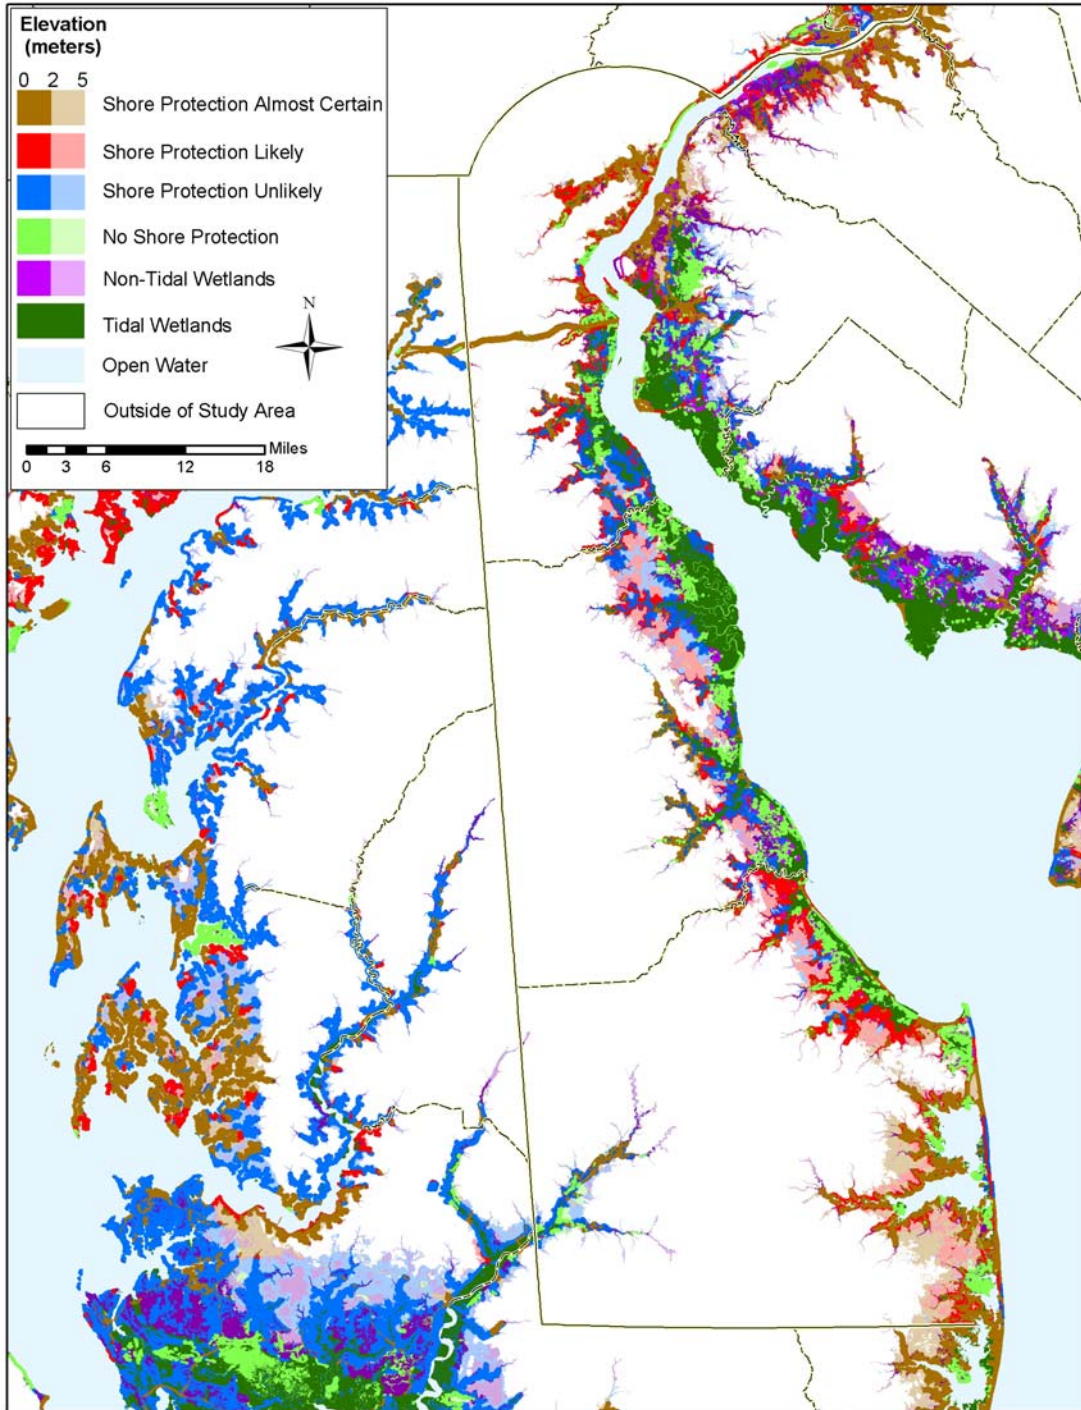 Elevation
(meters)
0 2 5
Shore Protection Almost Certain
Shore Protection Likely
Shore Protection Unlikely
No Shore Protection
Non-Tidal Wetlands
N
Tidal Wetlands
Open Water
Outside of Study Area
Miles
0 3 6 12 18